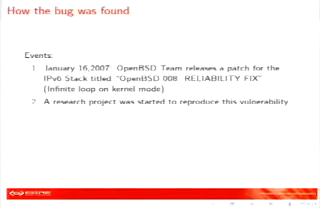 How the bug was found
Events:
1 January 16,2007 OpenBSD Team releases a patch for the
IPv6 Stack titled "OpenBSD 008 RELIABILITY FIX"
(Infinite loop on kernel mode)
2 A research project was started to reproduce this vulnerability